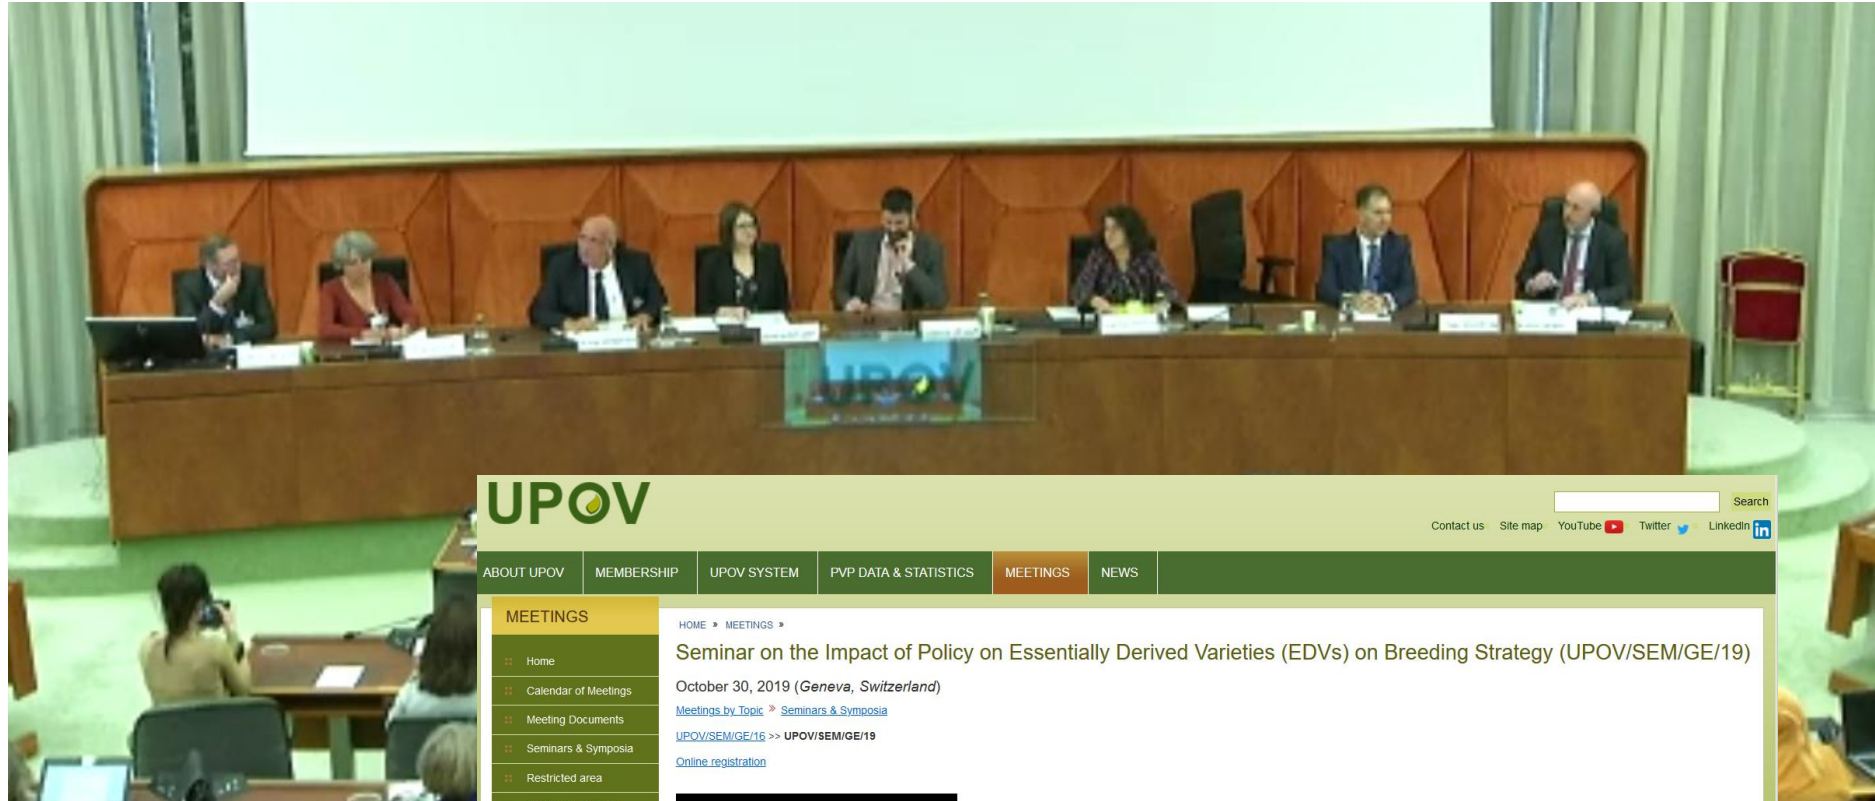 UPOV
UPOV
Search
Contact us Site map YouTube Twitter LinkedIn
ABOUT UPOV MEMBERSHIP UPOV SYSTEM PVP DATA & STATISTICS MEETINGS NEWS
MEETINGS
Home
Calendar of Meetings
Meeting Documents
Seminars & Symposia
Restricted area
HOME » MEETINGS »
Seminar on the Impact of Policy on Essentially Derived Varieties (EDVs) on Breeding Strategy (UPOV/SEM/GE/19)
October 30, 2019 (Geneva, Switzerland)
Meetings by Topic » Seminars & Symposia
UPOV/SEM/GE/16 >> UPOV/SEM/GE/19
Online registration